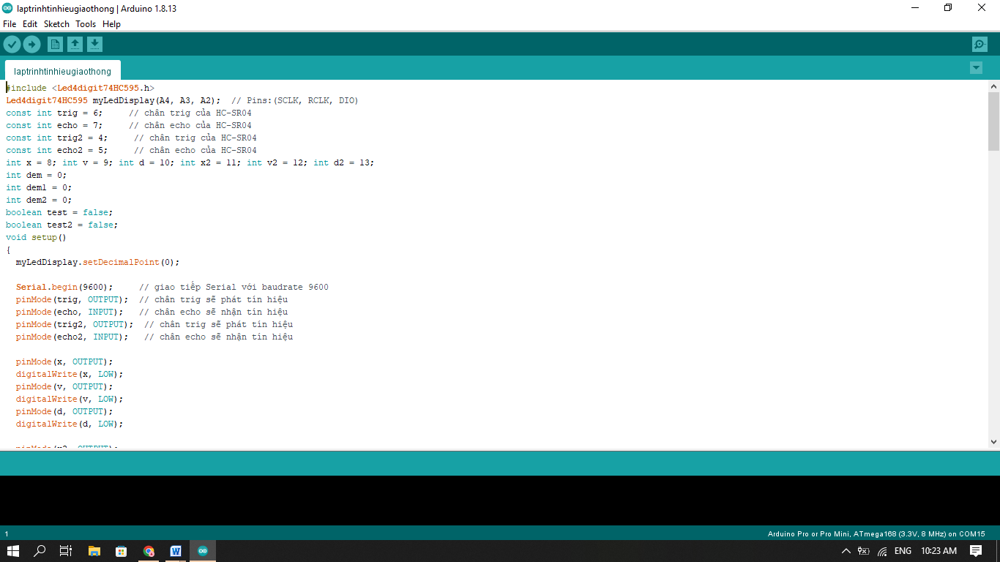 laptrinhtinhieugiaothong | Arduino 1.8.13
File Edit Sketch Tools Help
laptrinhtinhieugiaothong
#include <Led4digit74HC595.h>
Led4digit74HC595 myLedDisplay(A4, A3, A2);  // Pins:(SCLK, RCLK, DIO)
const int trig = 6;     // chân trig của HC-SR04
const int echo = 7;     // chân echo của HC-SR04
const int trig2 = 4;     // chân trig của HC-SR04
const int echo2 = 5;     // chân echo của HC-SR04
int x = 8; int v = 9; int d = 10; int x2 = 11; int v2 = 12; int d2 = 13;
int dem = 0;
int dem1 = 0;
int dem2 = 0;
boolean test = false;
boolean test2 = false;
void setup()
{
  myLedDisplay.setDecimalPoint(0);
  Serial.begin(9600);     // giao tiếp Serial với baudrate 9600
  pinMode(trig, OUTPUT);  // chân trig sẽ phát tín hiệu
  pinMode(echo, INPUT);   // chân echo sẽ nhận tín hiệu
  pinMode(trig2, OUTPUT);  // chân trig sẽ phát tín hiệu
  pinMode(echo2, INPUT);   // chân echo sẽ nhận tín hiệu
  pinMode(x, OUTPUT);
  digitalWrite(x, LOW);
  pinMode(v, OUTPUT);
  digitalWrite(v, LOW);
  pinMode(d, OUTPUT);
  digitalWrite(d, LOW);
1
Arduino Pro or Pro Mini, ATmega168 (3.3V, 8 MHz) on COM15
ENG 10:23 AM